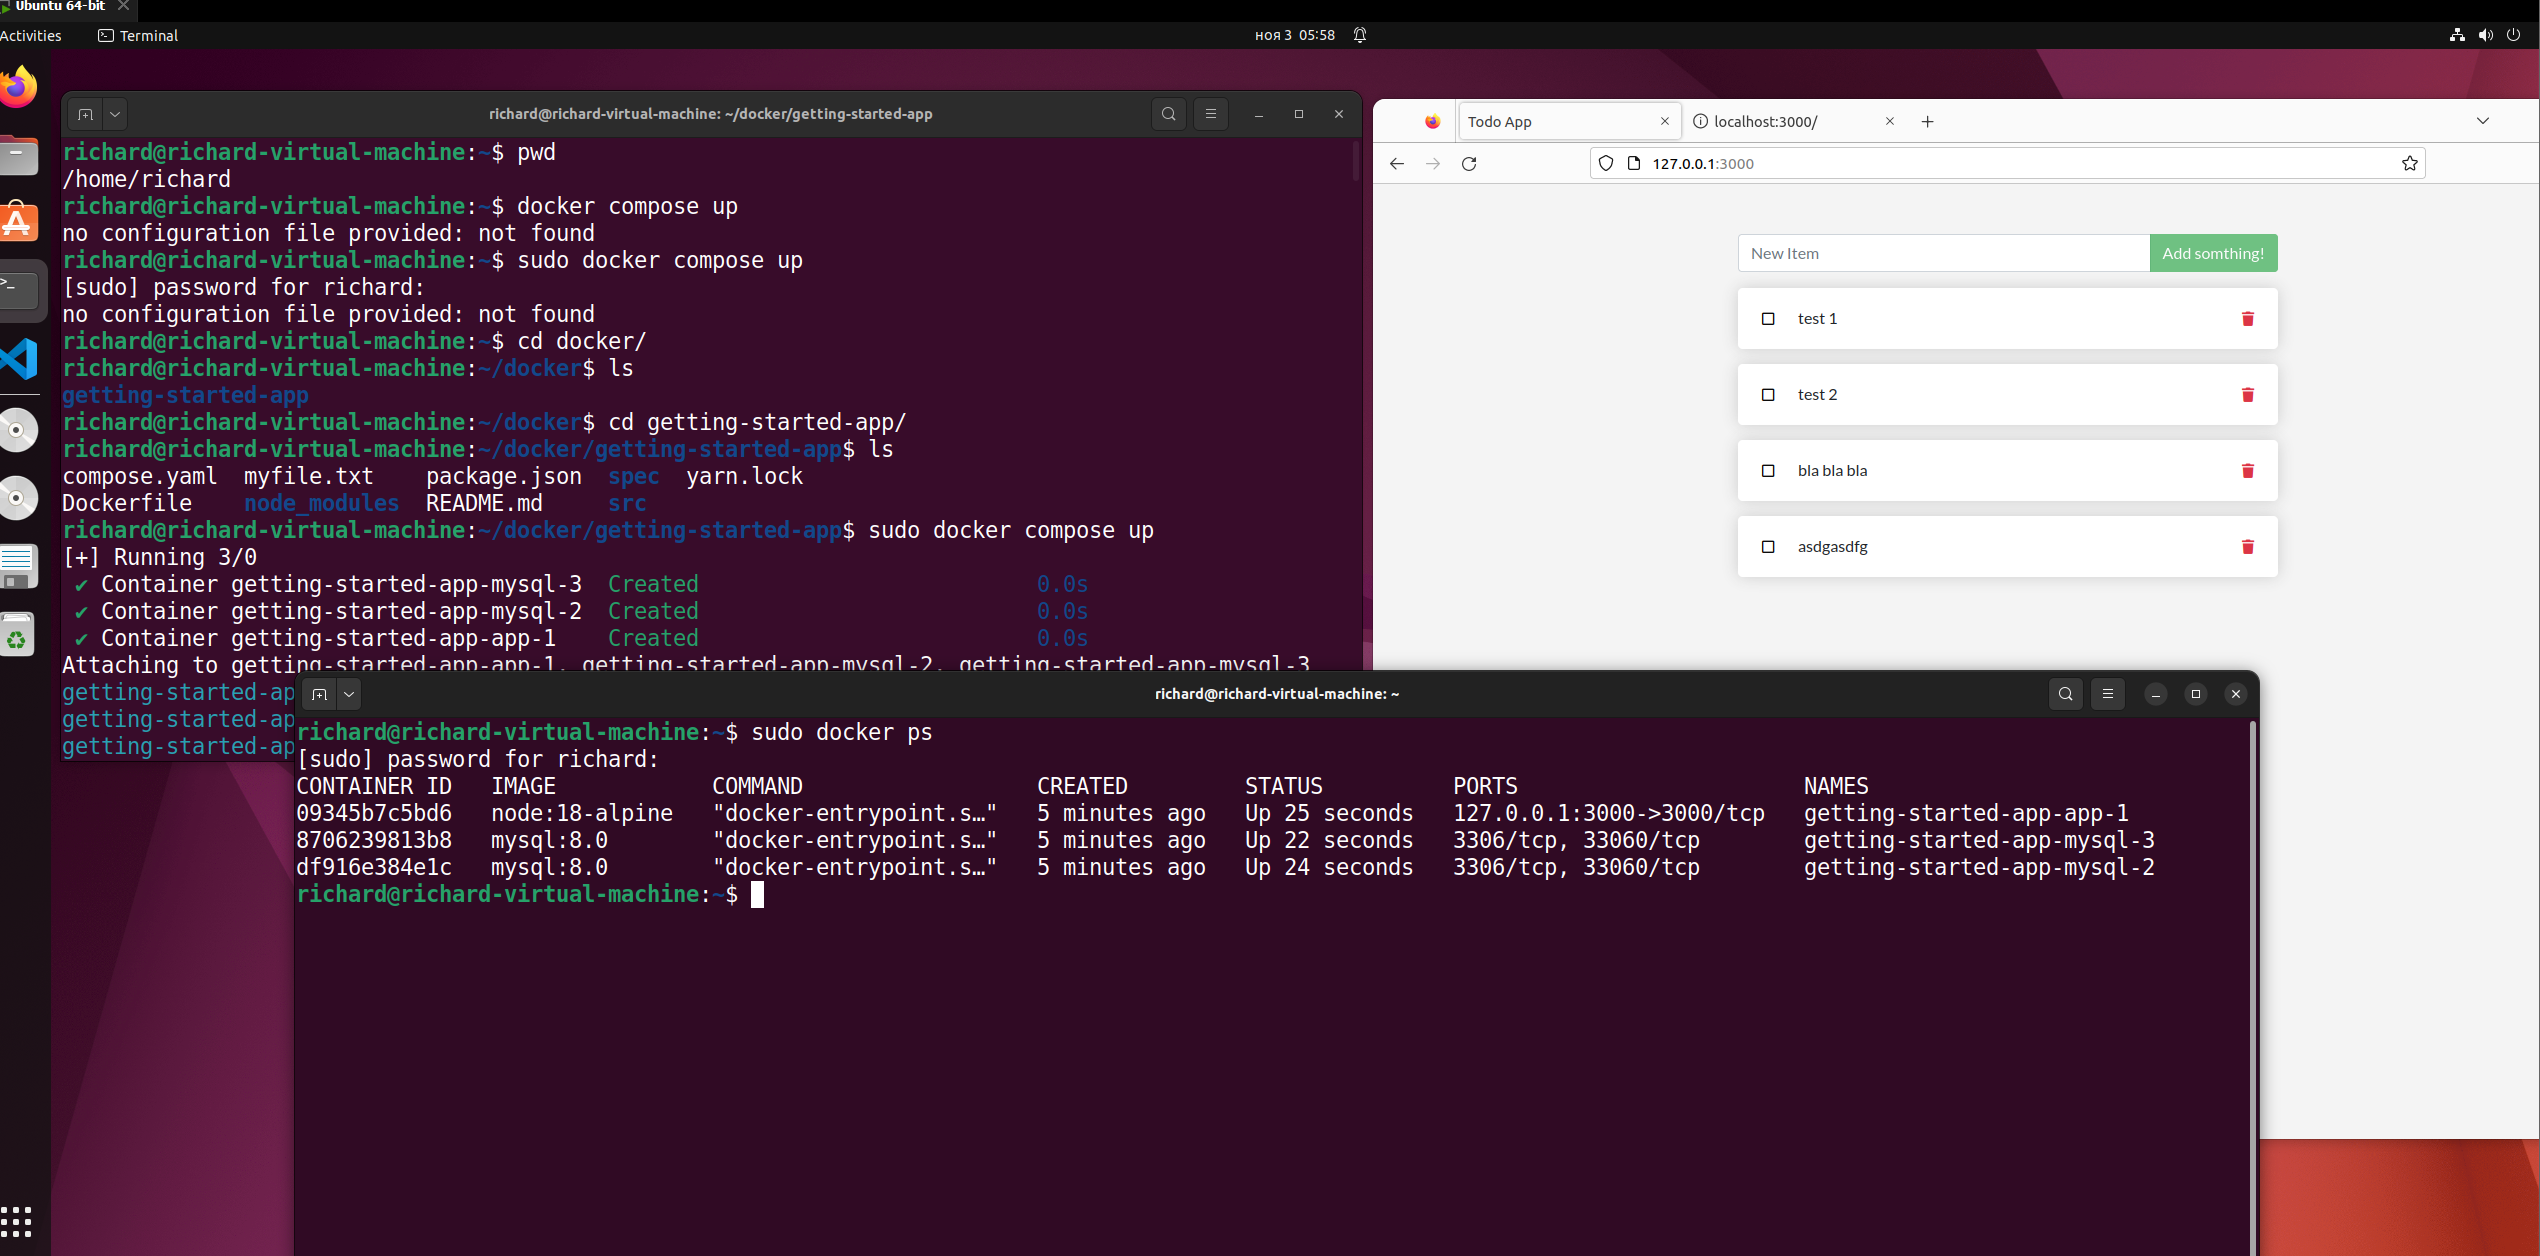 Ubuntu 64-bit
Activities
Terminal
ноя 3 05:58
richard@richard-virtual-machine: ~/docker/getting-started-app
richard@richard-virtual-machine:~$ pwd
/home/richard
richard@richard-virtual-machine:~$ docker compose up
no configuration file provided: not found
richard@richard-virtual-machine:~$ sudo docker compose up
[sudo] password for richard:
no configuration file provided: not found
richard@richard-virtual-machine:~$ cd docker/
richard@richard-virtual-machine:~/docker$ ls
getting-started-app
richard@richard-virtual-machine:~/docker$ cd getting-started-app/
richard@richard-virtual-machine:~/docker/getting-started-app$ ls
compose.yaml myfile.txt package.json spec yarn.lock
Dockerfile node_modules README.md src
richard@richard-virtual-machine:~/docker/getting-started-app$ sudo docker compose up
[+] Running 3/0
✔ Container getting-started-app-mysql-3 Created 0.0s
✔ Container getting-started-app-mysql-2 Created 0.0s
✔ Container getting-started-app-app-1 Created 0.0s
Attaching to getting-started-app-app-1, getting-started-app-mysql-2, getting-started-app-mysql-3
getting-started-ap
getting-started-ap
getting-started-ap
Todo App
localhost:3000/
127.0.0.1:3000
New Item
Add somthing!
test 1
test 2
bla bla bla
asdgasdfg
richard@richard-virtual-machine: ~
richard@richard-virtual-machine:~$ sudo docker ps
[sudo] password for richard:
CONTAINER ID IMAGE COMMAND CREATED STATUS PORTS NAMES
09345b7c5bd6 node:18-alpine "docker-entrypoint.s…" 5 minutes ago Up 25 seconds 127.0.0.1:3000->3000/tcp getting-started-app-app-1
8706239813b8 mysql:8.0 "docker-entrypoint.s…" 5 minutes ago Up 22 seconds 3306/tcp, 33060/tcp getting-started-app-mysql-3
df916e384e1c mysql:8.0 "docker-entrypoint.s…" 5 minutes ago Up 24 seconds 3306/tcp, 33060/tcp getting-started-app-mysql-2
richard@richard-virtual-machine:~$